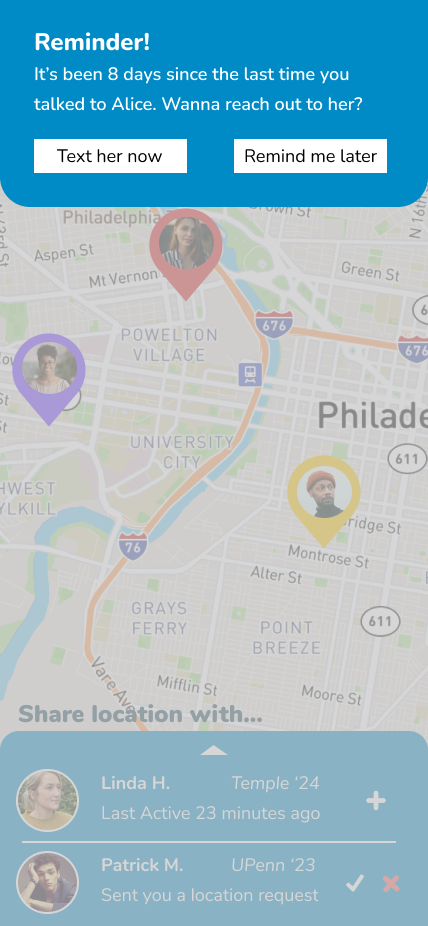 Reminder!
It's been 8 days since the last time you
talked to Alice. Wanna reach out to her?
Text her now
Remind me later
Philadelphia
Aspen St
Mt Vernon
Green St
N 16th
676
676
POWELTON
VILLAGE
Philade
UNIVERSITY
CITY
611
HWEST
YLKILL
ridge St
76
Montrose St
Alter St
GRAYS
FERRY
611
POINT
BREEZE
Vare Ave
Mifflin St
Moore St
Share location with...
Linda H.
Temple ‘24
Last Active 23 minutes ago
Patrick M.
UPenn ‘23
Sent you a location request